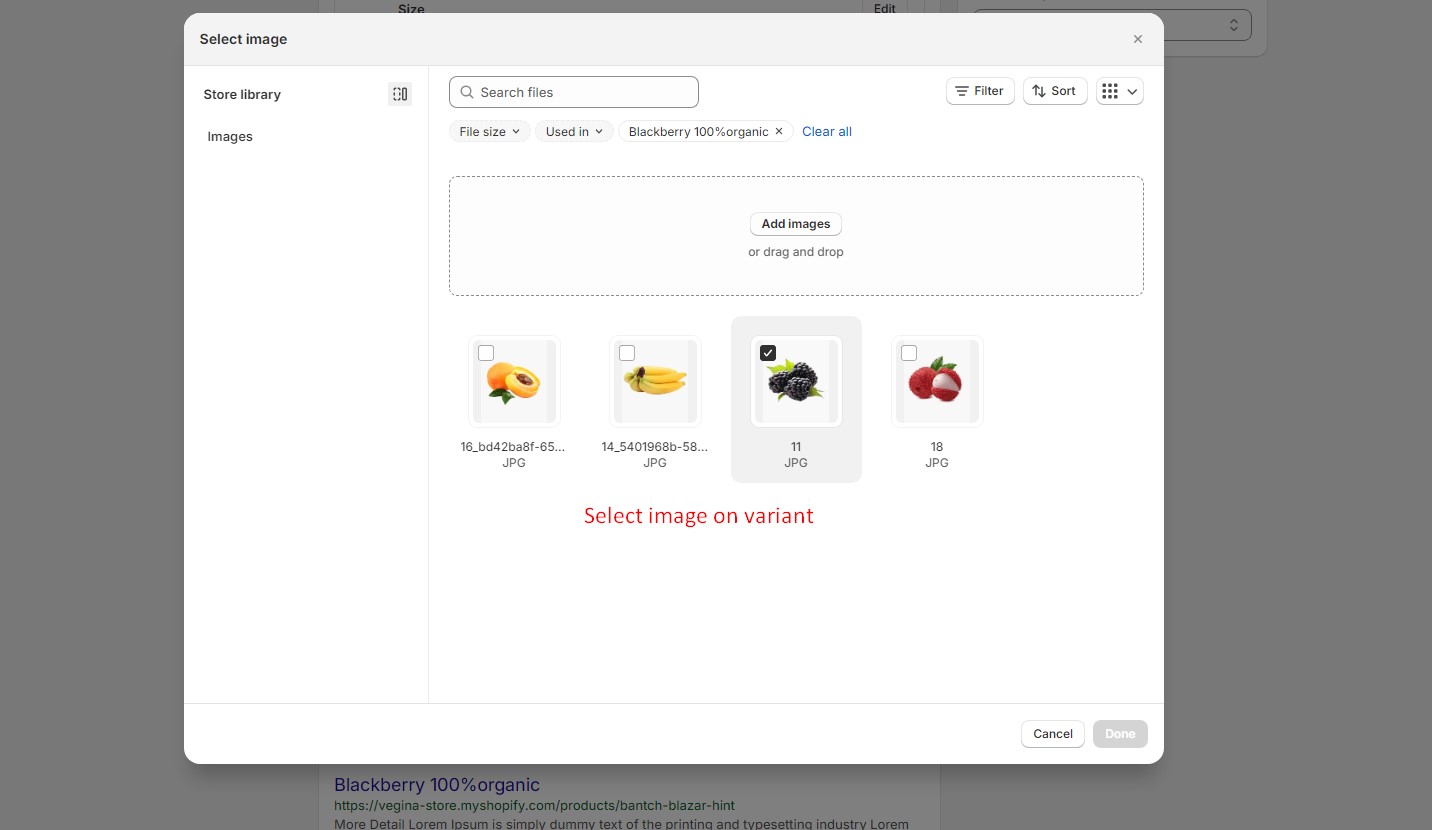 Size
Edit
Select image
Store library
Images
Search files
Filter
Sort
File size
Used in
Blackberry 100%organic
Clear all
Add images
or drag and drop
16_bd42ba8f-65...
JPG
14_5401968b-58...
JPG
11
JPG
18
JPG
Select image on variant
Cancel
Done
Blackberry 100%organic
https://vegina-store.myshopify.com/products/bantch-blazar-hint
More Detail Lorem Ipsum is simply dummy text of the printing and typesetting industry Lorem